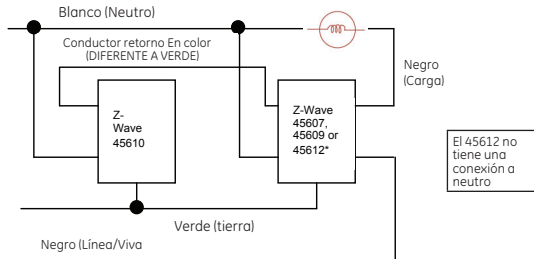 Blanco (Neutro)
Conductor retorno En color
(DIFERENTE A VERDE)
Negro
(Carga)
Z-
Wave
45610
Z-Wave
45607,
45609 or
45612*
El 45612 no
tiene una
conexión a
neutro
Verde (tierra)
Negro (Línea/Viva